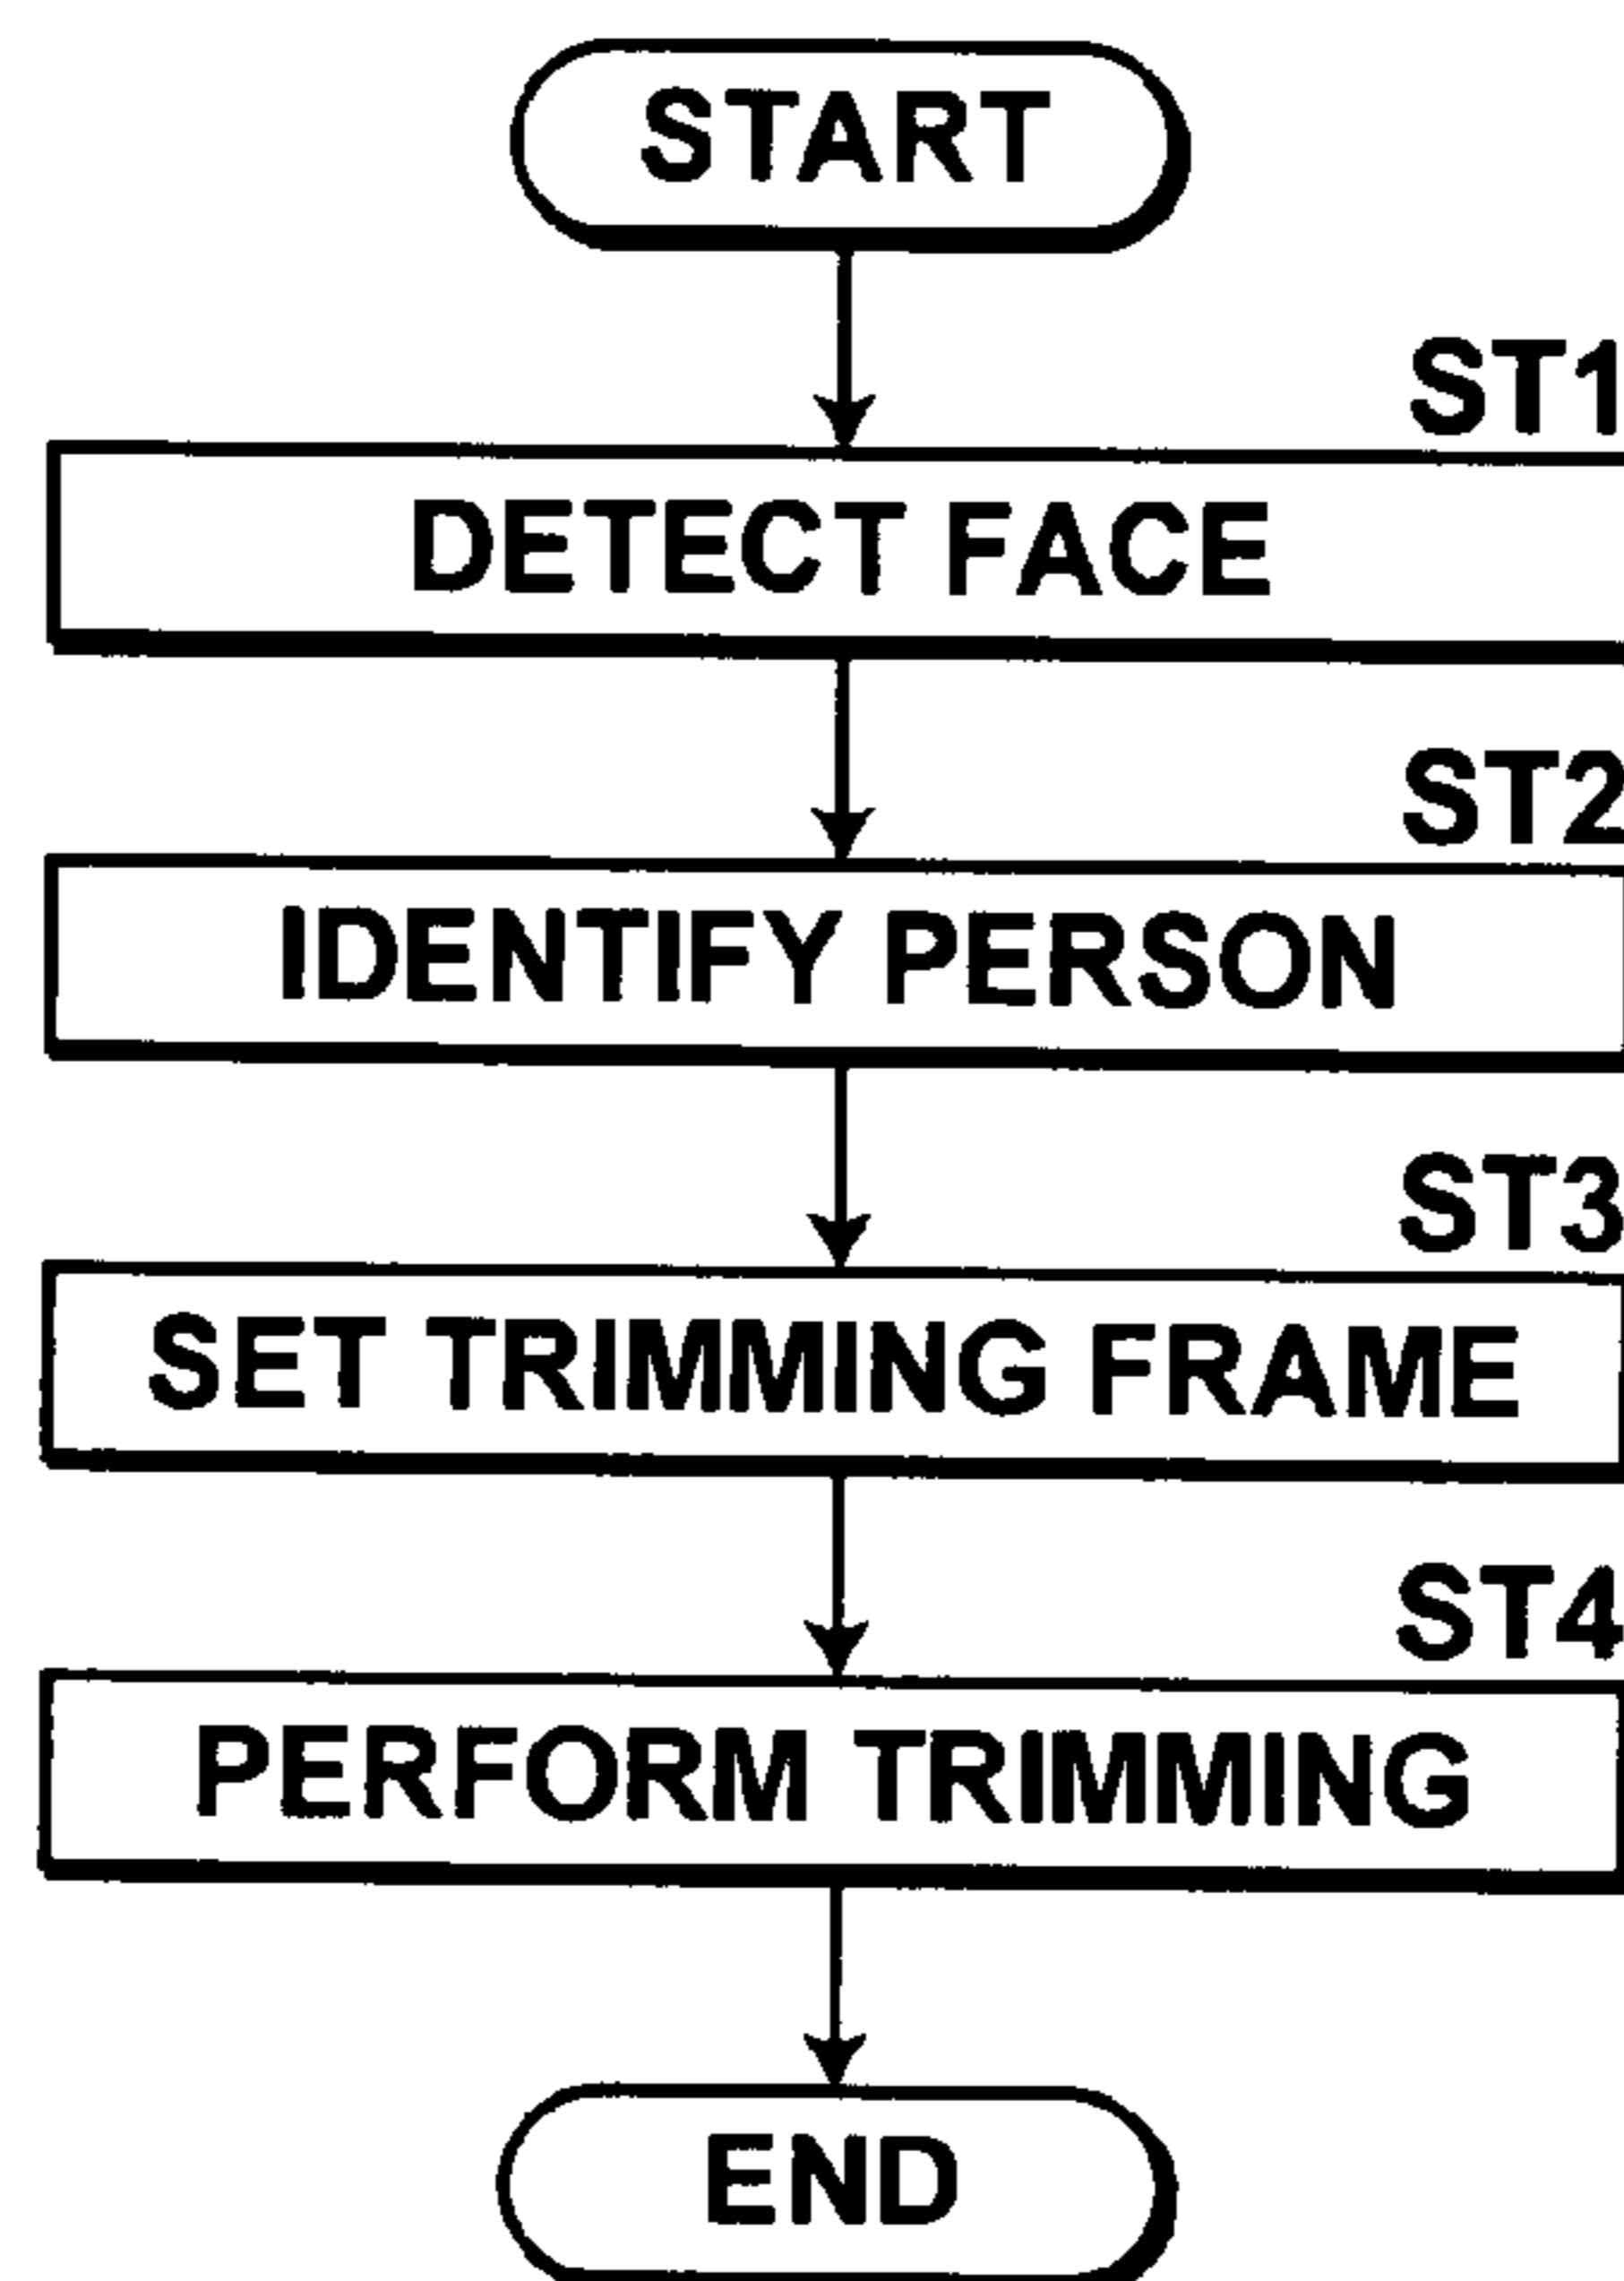 START
ST1
DETECT FACE
ST2
IDENTIFY PERSON
ST3
SET TRIMMING FRAME
ST4
PERFORM TRIMMING
END